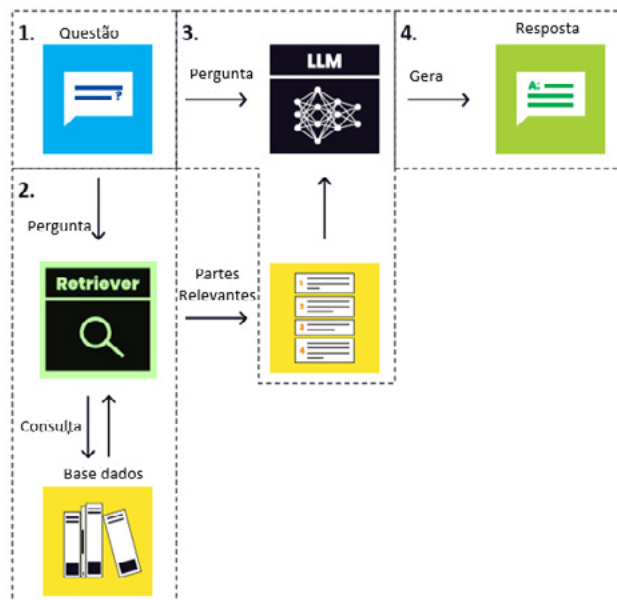 1.
Questão
?
Pergunta
2.
Retriever
Consulta
Base dados
Partes
Relevantes
1
2
3
4
3.
Pergunta
LLM
4.
Gera
Resposta
A: